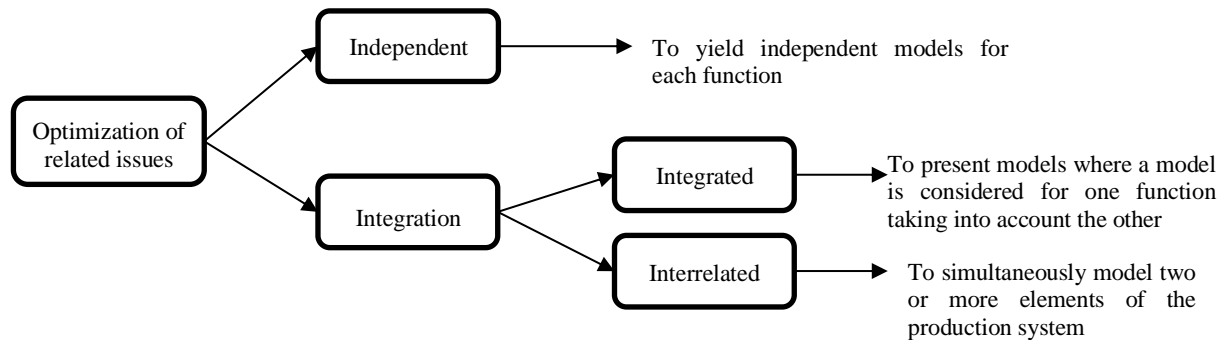 Independent
To yield independent models for
each function
Optimization of
related issues
Integrated
To present models where a model
is considered for one function
taking into account the other
Integration
Interrelated
To simultaneously model two
or more elements of the
production system